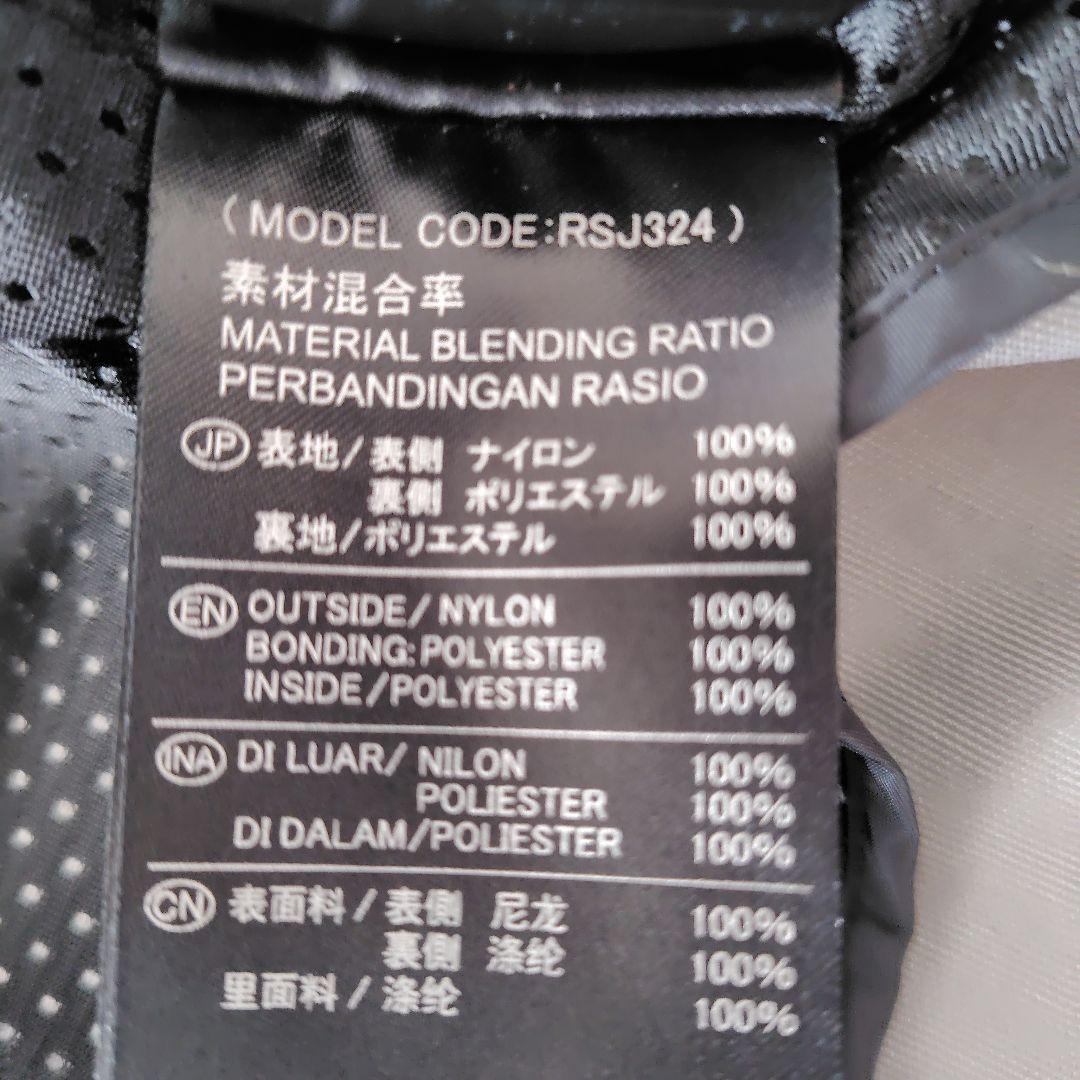 ( MODEL CODE:RSJ324 )
素材混合率
MATERIAL BLENDING RATIO
PERBANDINGAN RASIO
JP 表地/表側 ナイロン 100%
裏側 ポリエステル 100%
裏地/ポリエステル 100%
EN OUTSIDE/ NYLON 100%
BONDING:POLYESTER 100%
INSIDE/POLYESTER 100%
INA DI LUAR/ NILON 100%
POLIESTER 100%
DI DALAM/POLIESTER 100%
CN 表面料/表側 尼龙 100%
裏側 涤纶 100%
里面料/涤纶 100%